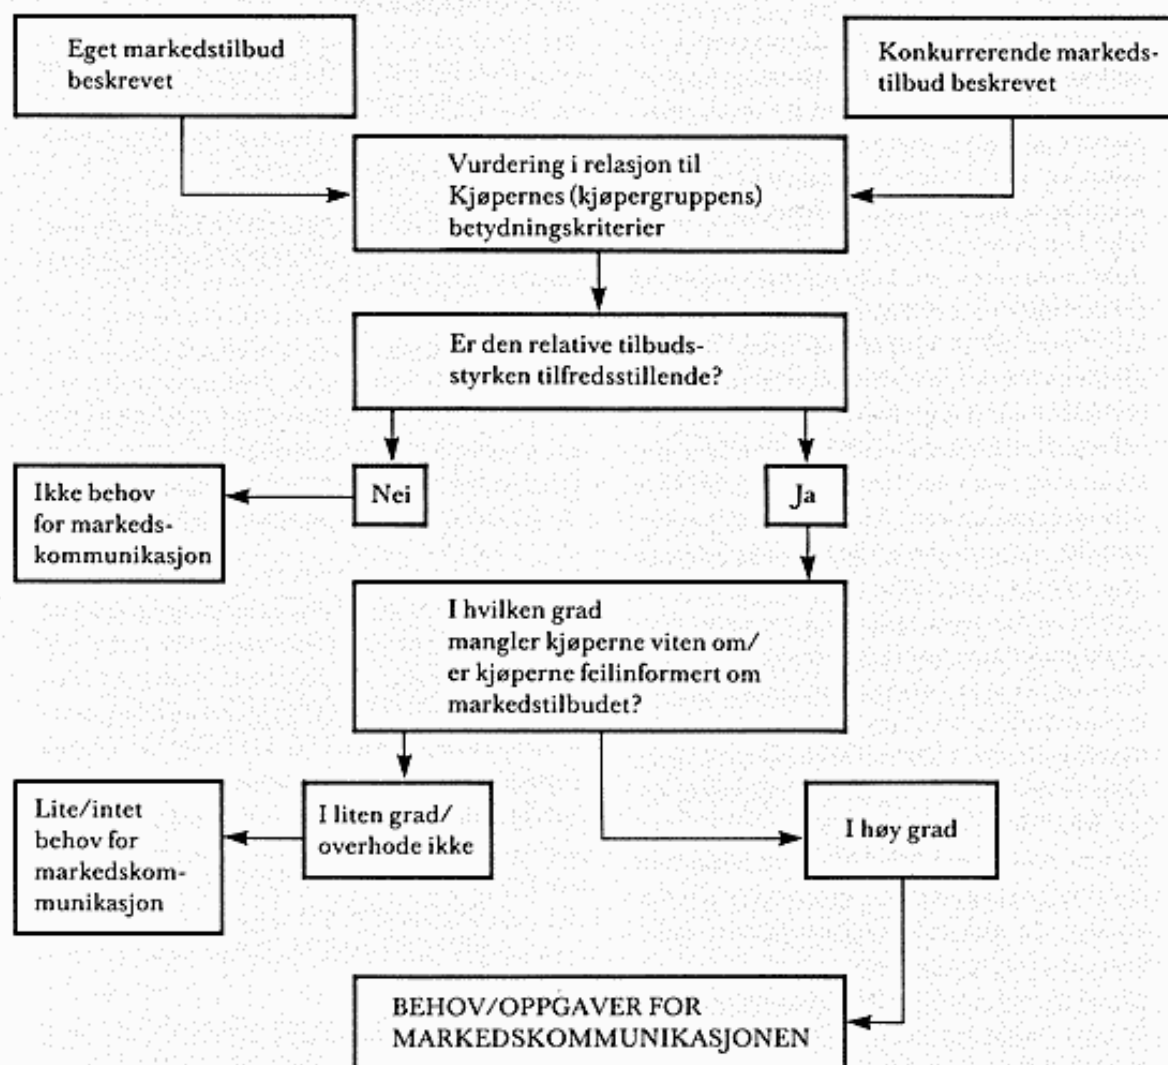 Eget markedstilbud
beskrevet
Konkurrerende markeds-
tilbud beskrevet
Vurdering i relasjon til
Kjøpernes (kjøpergruppens)
betydningskriterier
Er den relative tilbuds-
styrken tilfredsstillende?
Nei
Ja
Ikke behov
for markeds-
kommunikasjon
I hvilken grad
mangler kjøperne viten om/
er kjøperne feilinformert om
markedstilbudet?
Lite/intet
behov for
markedskom-
munikasjon
I liten grad/
overhode ikke
I høy grad
BEHOV/OPPGAVER FOR
MARKEDSKOMMUNIKASJONEN